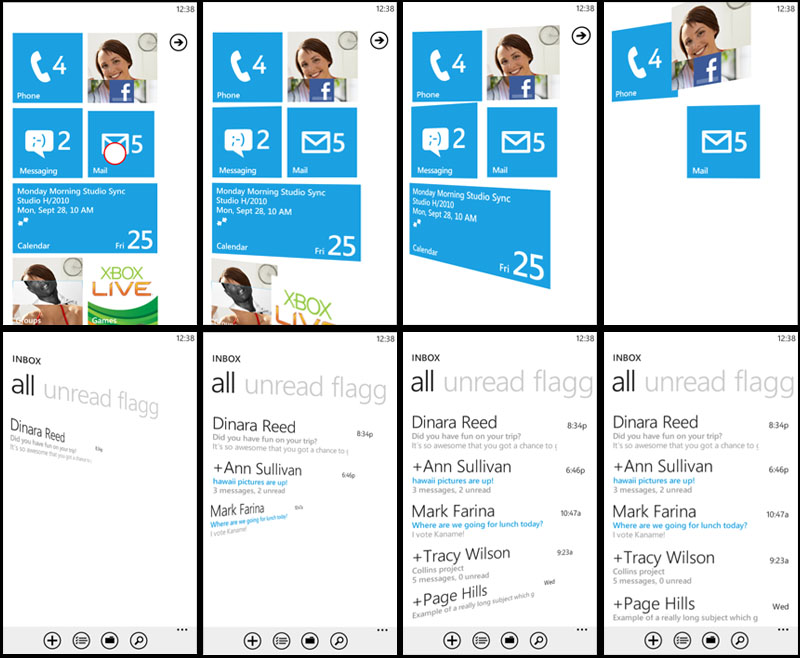 12:38
4
Phone
f
;-)
2
Messaging
5
Mail
Monday Morning Studio Sync
Studio H/2010
Mon, Sept 28, 10 AM
Calendar
Fri 25
XBOX
LIVE
Games
12:38
4
Phone
f
;-)
2
Messaging
5
Mail
Monday Morning Studio Sync
Studio H/2010
Mon, Sept 28, 10 AM
Calendar
Fri 25
XBOX
LIVE
12:38
4
Phone
f
;-)
2
Messaging
5
Mail
Monday Morning Studio Sync
Studio H/2010
Mon, Sept 28, 10 AM
Calendar
Fri 25
12:38
4
Phone
f
5
Mail
12:38
INBOX
all unread flagg
Dinara Reed
Did you have fun on your trip?
It's so awesome that you got a chance to
12:38
INBOX
all unread flagg
Dinara Reed
8:34p
Did you have fun on your trip?
It's so awesome that you got a chance to g
+Ann Sullivan
6:46p
hawaii pictures are up!
3 messages, 2 unread
Mark Farina
10:47a
Where are we going for lunch today?
I vote Kaname!
12:38
INBOX
all unread flagg
Dinara Reed
8:34p
Did you have fun on your trip?
It's so awesome that you got a chance to g
+Ann Sullivan
6:46p
hawaii pictures are up!
3 messages, 2 unread
Mark Farina
10:47a
Where are we going for lunch today?
I vote Kaname!
+Tracy Wilson
9:23a
Collins project
5 messages, 0 unread
+Page Hills
Wed
Example of a really long subject which g
12:38
INBOX
all unread flagg
Dinara Reed
8:34p
Did you have fun on your trip?
It's so awesome that you got a chance to g
+Ann Sullivan
6:46p
hawaii pictures are up!
3 messages, 2 unread
Mark Farina
10:47a
Where are we going for lunch today?
I vote Kaname!
+Tracy Wilson
9:23a
Collins project
5 messages, 0 unread
+Page Hills
Wed
Example of a really long subject which g